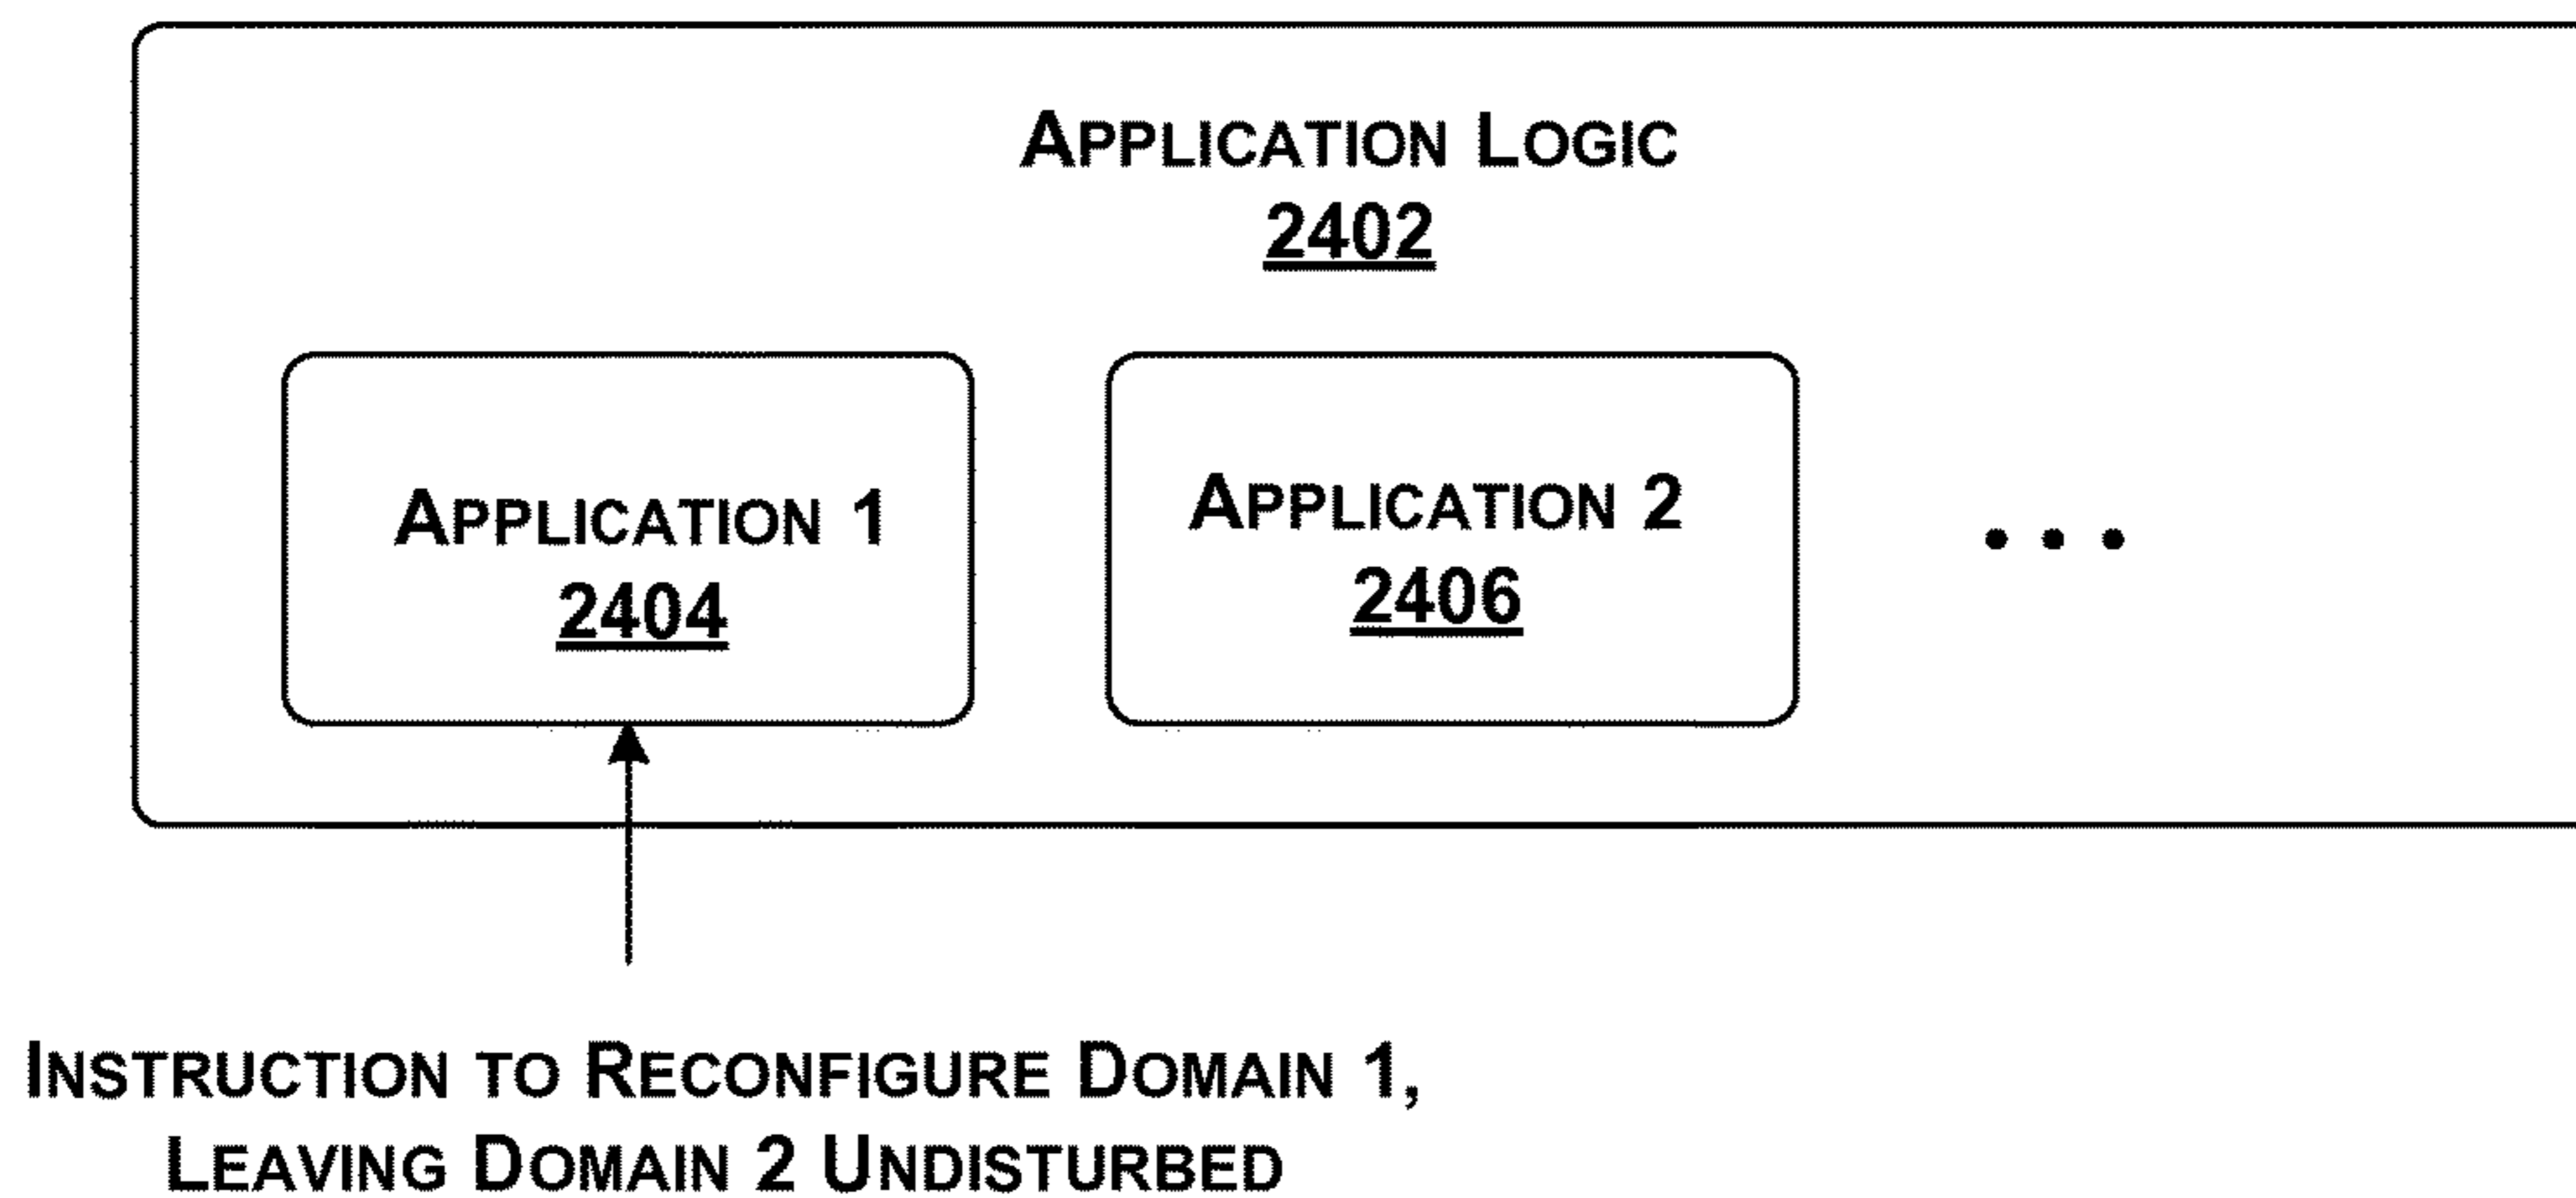 APPLICATION LOGIC
2402
APPLICATION 1
2404
APPLICATION 2
2406
...
INSTRUCTION TO RECONFIGURE DOMAIN 1,
LEAVING DOMAIN 2 UNDISTURBED